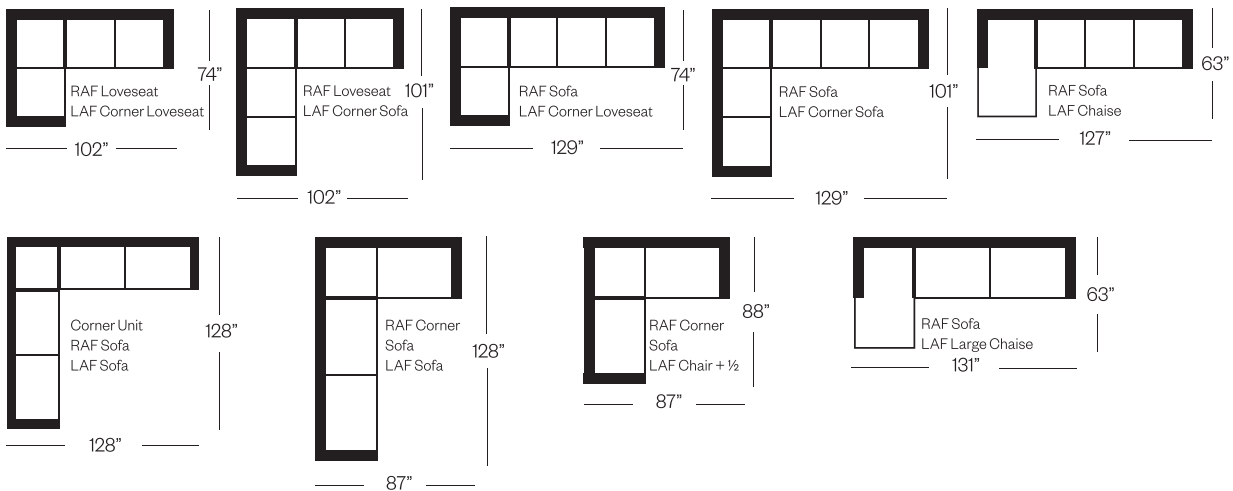 74”
RAF Loveseat
LAF Corner Loveseat
102”
RAF Loveseat
LAF Corner Sofa
101”
102”
RAF Sofa
LAF Corner Loveseat
74”
129”
RAF Sofa
LAF Corner Sofa
101”
129”
63”
RAF Sofa
LAF Chaise
127”
Corner Unit
RAF Sofa
LAF Sofa
128”
128”
RAF Corner
Sofa
LAF Sofa
128”
87”
RAF Corner
Sofa
LAF Chair + ½
88”
87”
63”
RAF Sofa
LAF Large Chaise
131”